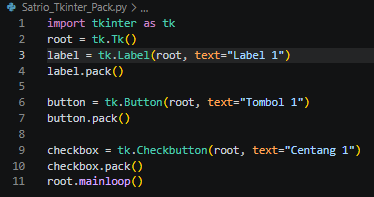 Satrio_Tkinter_Pack.py > ...
1 import tkinter as tk
2 root = tk.Tk()
3 label = tk.Label(root, text="Label 1")
4 label.pack()
5
6 button = tk.Button(root, text="Tombol 1")
7 button.pack()
8
9 checkbox = tk.Checkbutton(root, text="Centang 1")
10 checkbox.pack()
11 root.mainloop()